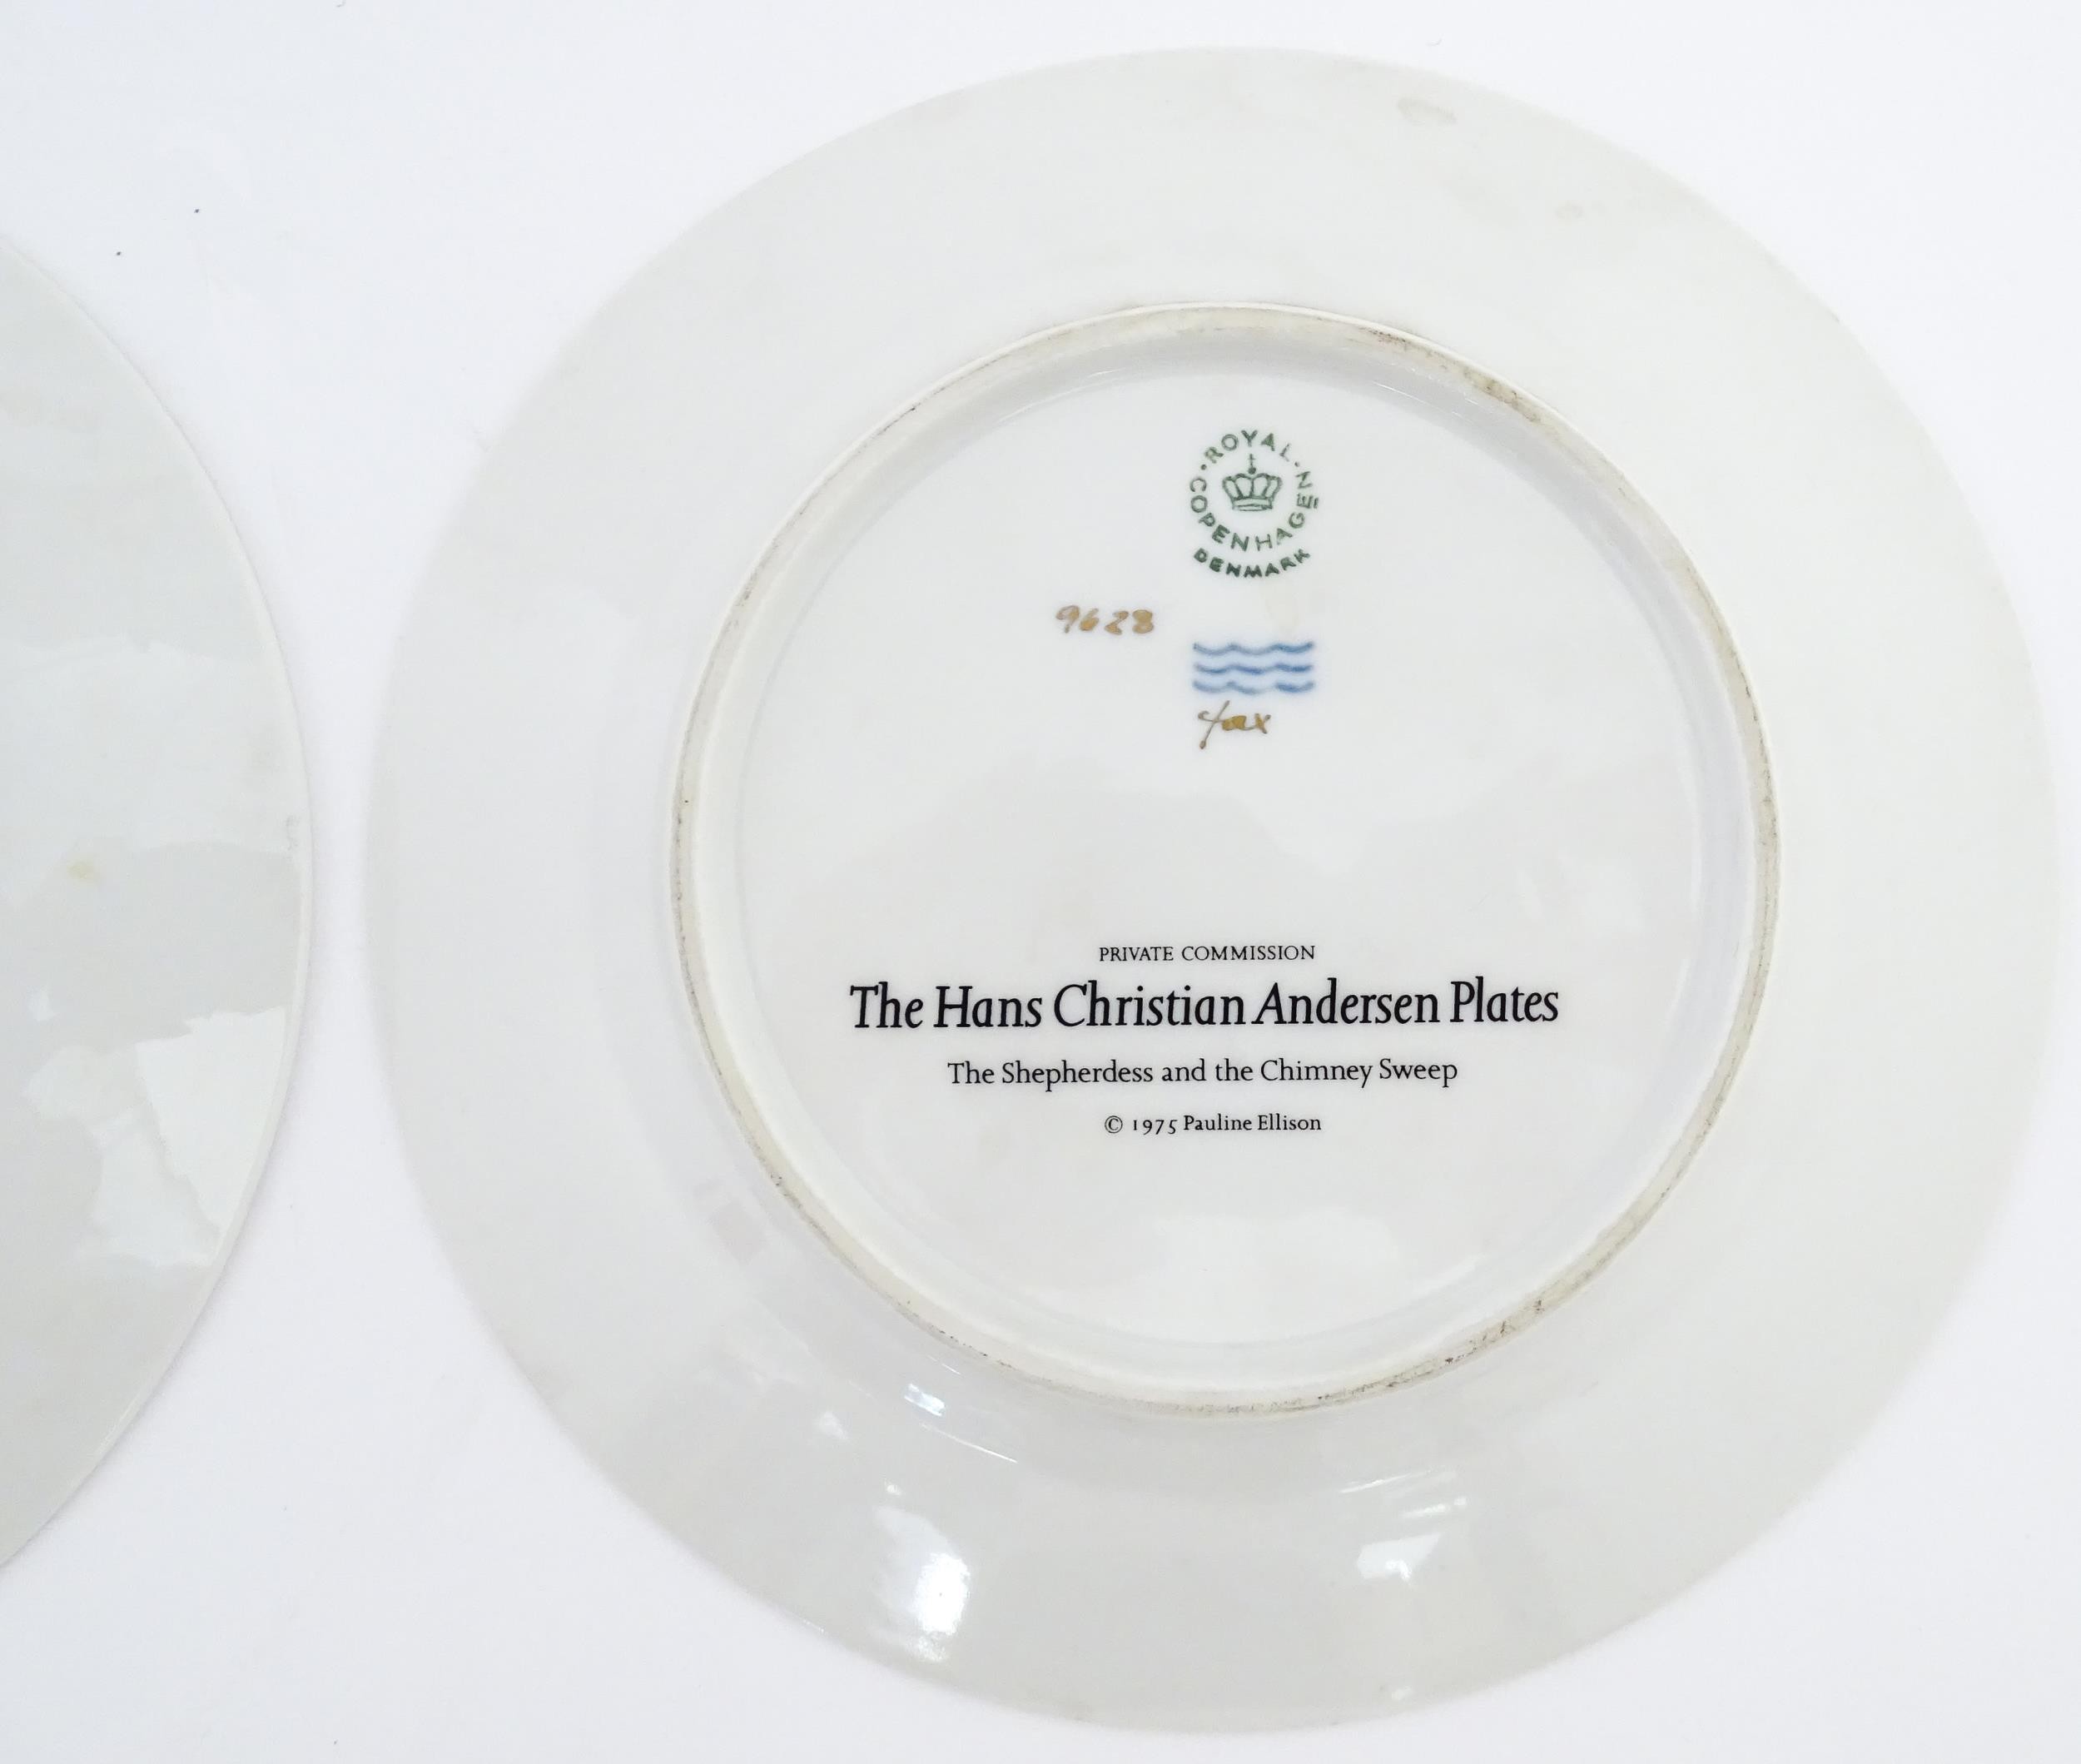 ROYAL
COPENHAGEN
DENMARK
9628
PRIVATE COMMISSION
The Hans Christian Andersen Plates
The Shepherdess and the Chimney Sweep
© 1975 Pauline Ellison